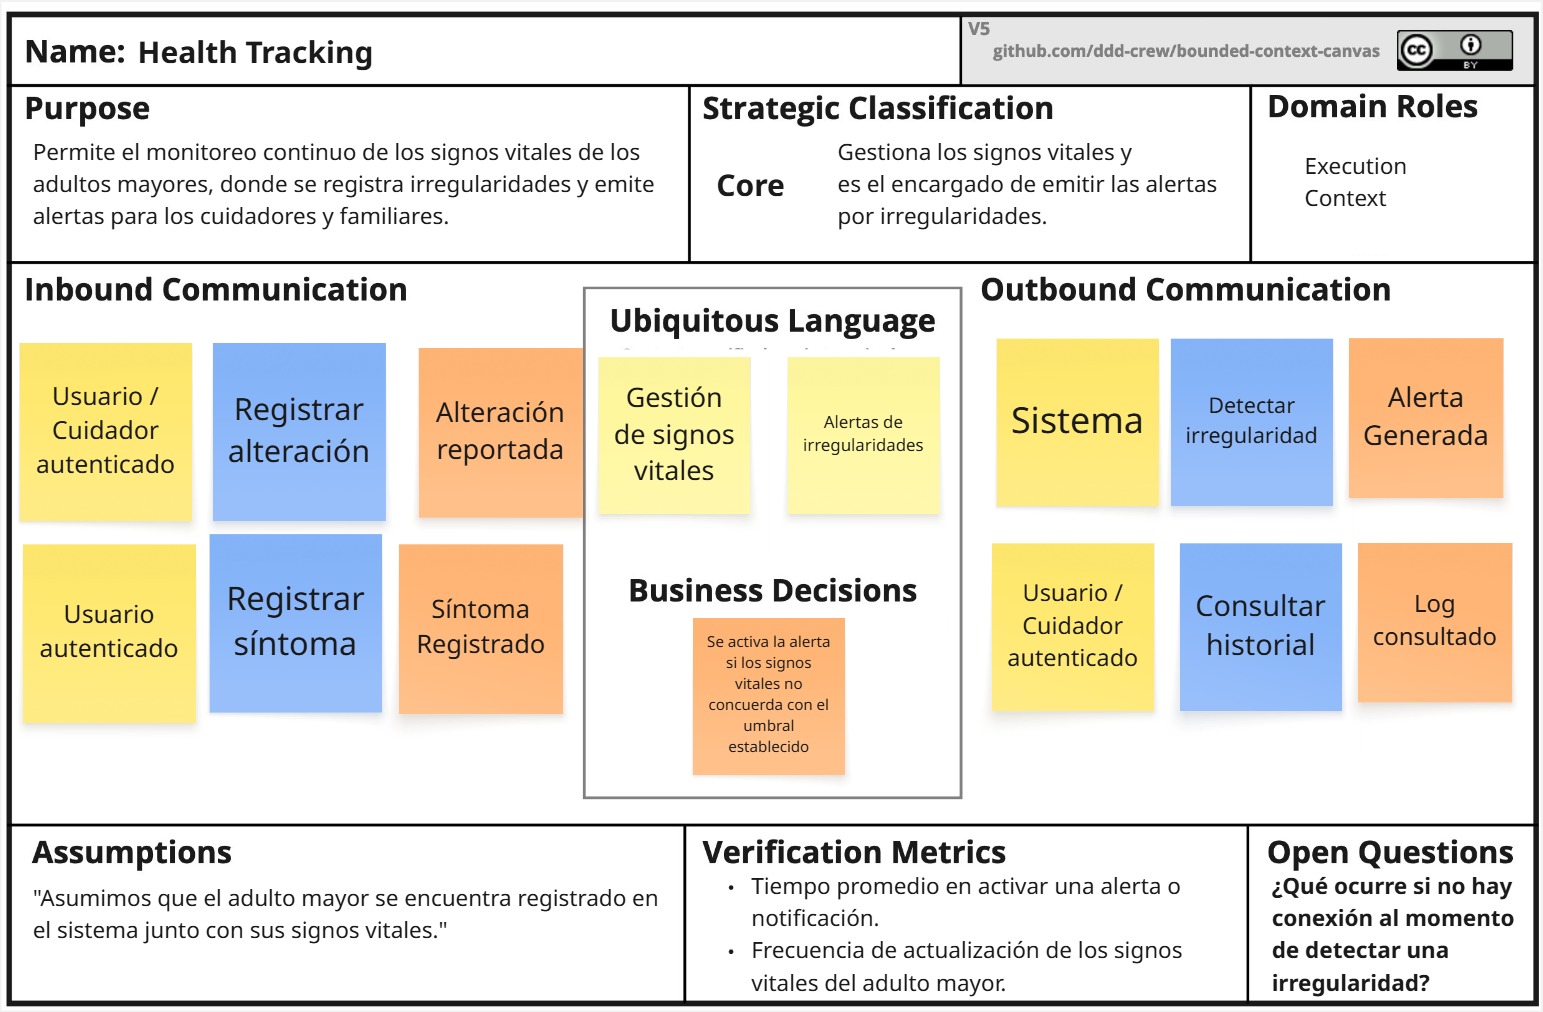 Name: Health Tracking
V5
github.com/ddd-crew/bounded-context-canvas
cc
BY
Purpose
Permite el monitoreo continuo de los signos vitales de los
adultos mayores, donde se registra irregularidades y emite
alertas para los cuidadores y familiares.
Strategic Classification
Core
Gestiona los signos vitales y
es el encargado de emitir las alertas
por irregularidades.
Domain Roles
Execution
Context
Inbound Communication
Usuario /
Cuidador
autenticado
Registrar
alteración
Alteración
reportada
Usuario
autenticado
Registrar
síntoma
Síntoma
Registrado
Ubiquitous Language
Gestión
de signos
vitales
Alertas de
irregularidades
Business Decisions
Se activa la alerta
si los signos
vitales no
concuerda con el
umbral
establecido
Outbound Communication
Sistema
Detectar
irregularidad
Alerta
Generada
Usuario /
Cuidador
autenticado
Consultar
historial
Log
consultado
Assumptions
"Asumimos que el adulto mayor se encuentra registrado en
el sistema junto con sus signos vitales."
Verification Metrics
• Tiempo promedio en activar una alerta o
notificación.
• Frecuencia de actualización de los signos
vitales del adulto mayor.
Open Questions
¿Qué ocurre si no hay
conexión al momento
de detectar una
irregularidad?